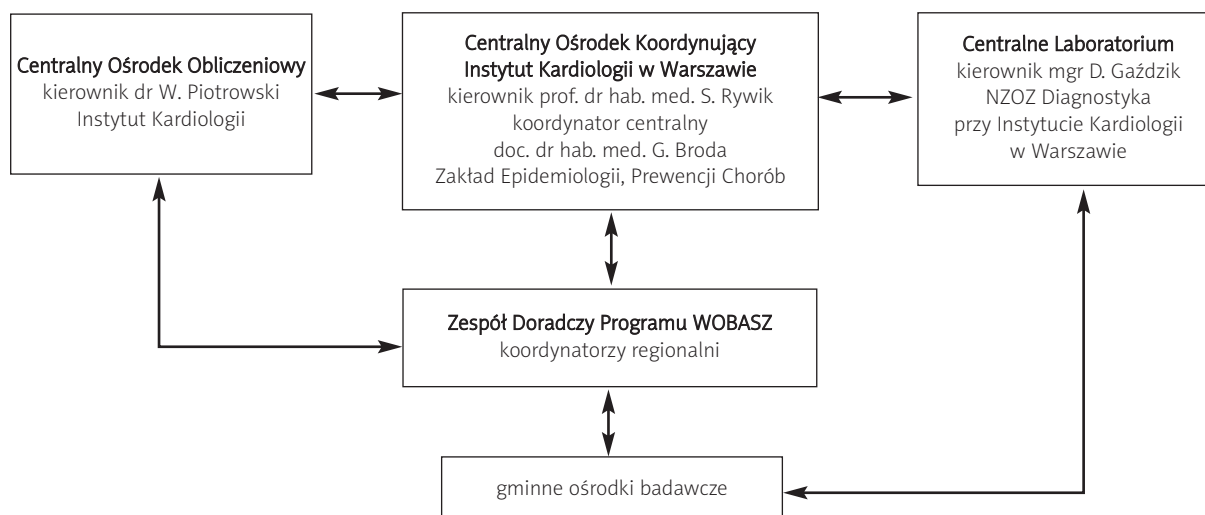 Centralny Ośrodek Obliczeniowy
kierownik dr W. Piotrowski
Instytut Kardiologii
Centralny Ośrodek Koordynujący
Instytut Kardiologii w Warszawie
kierownik prof. dr hab. med. S. Rywik
koordynator centralny
doc. dr hab. med. G. Broda
Zakład Epidemiologii, Prewencji Chorób
Centralne Laboratorium
kierownik mgr D. Gaździk
NZOZ Diagnostyka
przy Instytucie Kardiologii
w Warszawie
Zespół Doradczy Programu WOBASZ
koordynatorzy regionalni
gminne ośrodki badawcze